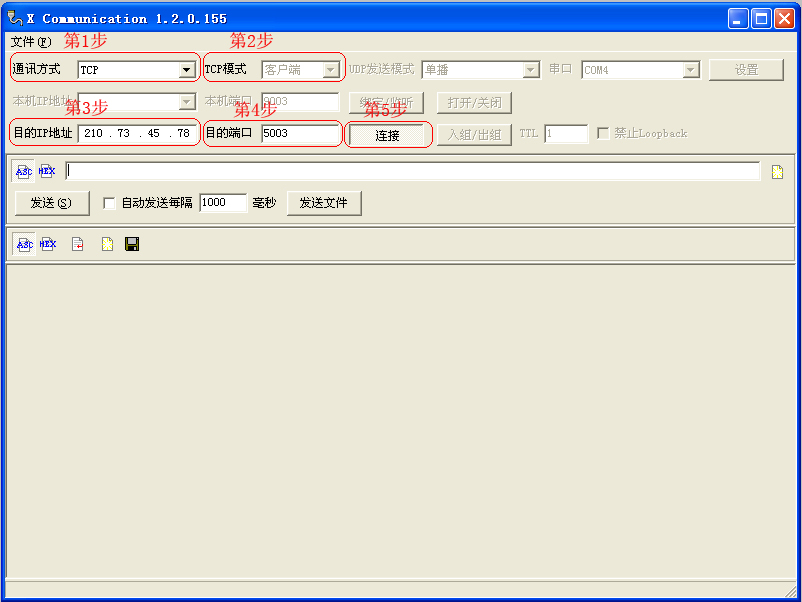 X Communication 1.2.0.155
文件(F) 第1步 第2步
通讯方式 TCP TCP模式 客户端 UDP发送模式 单播 串口 COM4 设置
本机IP地址 本机端口 绑定/监听 打开/关闭
第3步 第4步 第5步
目的IP地址 210 . 73 . 45 . 78 目的端口 5003 连接 入组/出组 TTL 1 禁止Loopback
ASC HEX
发送(S) 自动发送每隔 1000 毫秒 发送文件
ASC HEX